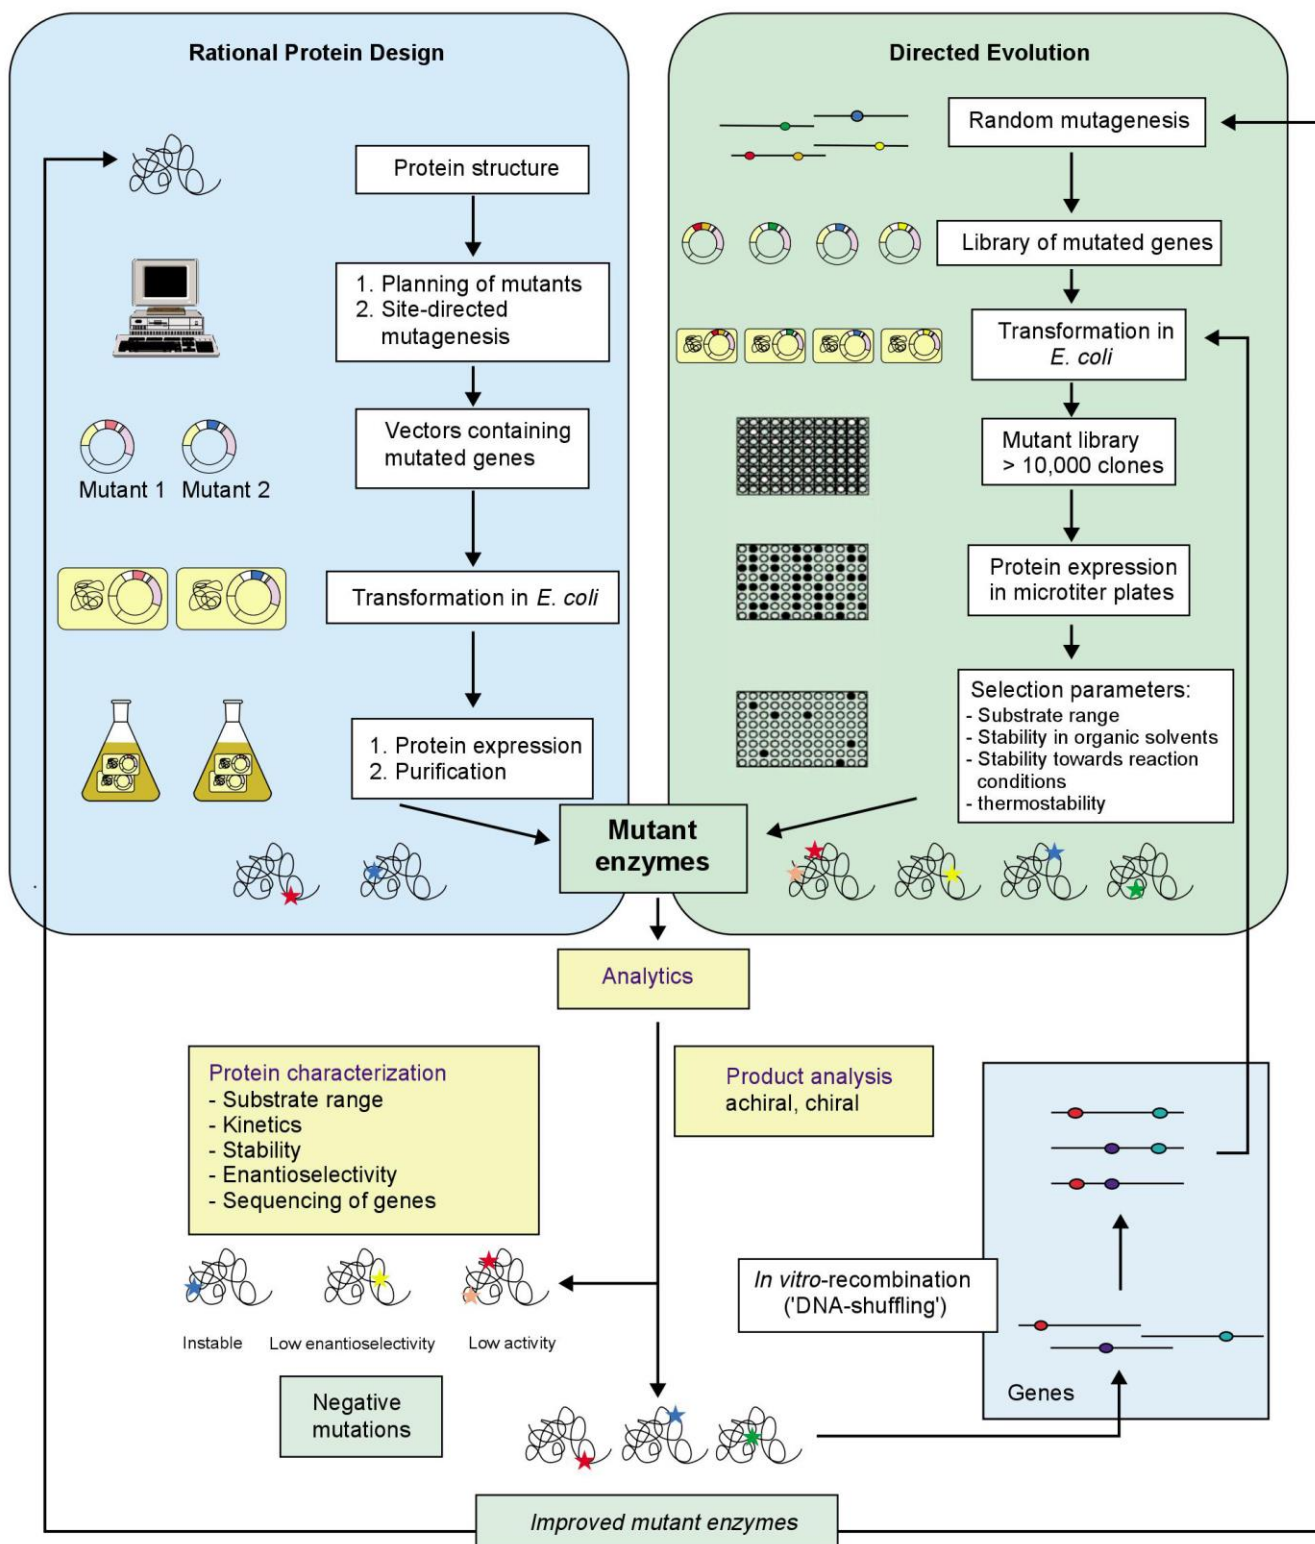 Rational Protein Design
Protein structure
1. Planning of mutants
2. Site-directed
mutagenesis
Vectors containing
mutated genes
Mutant 1
Mutant 2
Transformation in E. coli
1. Protein expression
2. Purification
Directed Evolution
Random mutagenesis
Library of mutated genes
Transformation in
E. coli
Mutant library
> 10,000 clones
Protein expression
in microtiter plates
Selection parameters:
- Substrate range
- Stability in organic solvents
- Stability towards reaction
conditions
- thermostability
Mutant
enzymes
Analytics
Protein characterization
- Substrate range
- Kinetics
- Stability
- Enantioselectivity
- Sequencing of genes
Product analysis
achiral, chiral
Instable
Low enantioselectivity
Low activity
Negative
mutations
In vitro-recombination
('DNA-shuffling')
Genes
Improved mutant enzymes